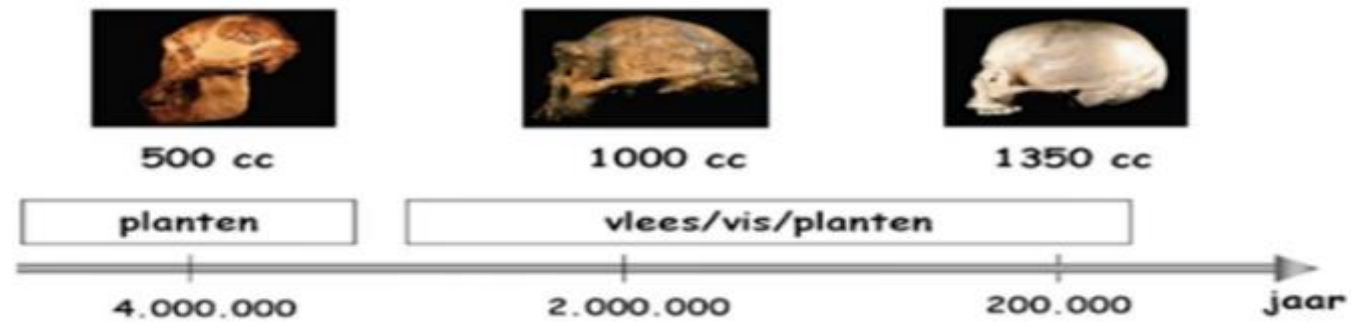 500 cc 1000 cc 1350 cc
planten vlees/vis/planten
4.000.000 2.000.000 200.000 jaar